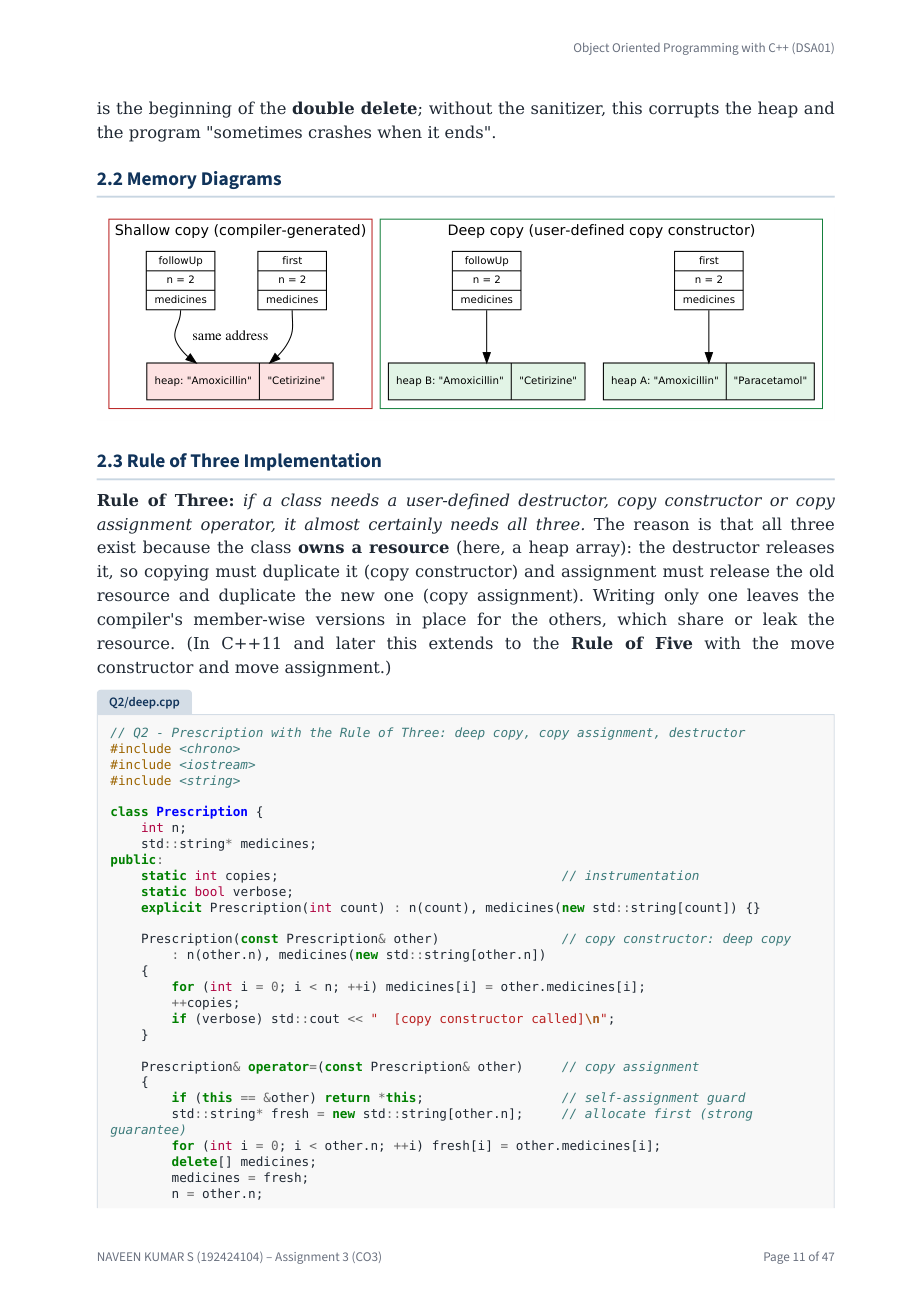 Object Oriented Programming with C++ (DSA01)
is the beginning of the double delete; without the sanitizer, this corrupts the heap and
the program "sometimes crashes when it ends".
2.2 Memory Diagrams
Shallow copy (compiler-generated)
followUp
n = 2
medicines
first
n = 2
medicines
same address
heap: "Amoxicillin"
"Cetirizine"
Deep copy (user-defined copy constructor)
followUp
n = 2
medicines
first
n = 2
medicines
heap B: "Amoxicillin"
"Cetirizine"
heap A: "Amoxicillin"
"Paracetamol"
2.3 Rule of Three Implementation
Rule of Three: if a class needs a user-defined destructor, copy constructor or copy
assignment operator, it almost certainly needs all three. The reason is that all three
exist because the class owns a resource (here, a heap array): the destructor releases
it, so copying must duplicate it (copy constructor) and assignment must release the old
resource and duplicate the new one (copy assignment). Writing only one leaves the
compiler's member-wise versions in place for the others, which share or leak the
resource. (In C++11 and later this extends to the Rule of Five with the move
constructor and move assignment.)
Q2/deep.cpp
// Q2 - Prescription with the Rule of Three: deep copy, copy assignment, destructor
#include <chrono>
#include <iostream>
#include <string>
class Prescription {
    int n;
    std::string* medicines;
public:
    static int copies;                                     // instrumentation
    static bool verbose;
    explicit Prescription(int count) : n(count), medicines(new std::string[count]) {}
    Prescription(const Prescription& other)                // copy constructor: deep copy
        : n(other.n), medicines(new std::string[other.n])
    {
        for (int i = 0; i < n; ++i) medicines[i] = other.medicines[i];
        ++copies;
        if (verbose) std::cout << "  [copy constructor called]\n";
    }
    Prescription& operator=(const Prescription& other)     // copy assignment
    {
        if (this == &other) return *this;                  // self-assignment guard
        std::string* fresh = new std::string[other.n];     // allocate first (strong
guarantee)
        for (int i = 0; i < other.n; ++i) fresh[i] = other.medicines[i];
        delete[] medicines;
        medicines = fresh;
        n = other.n;
NAVEEN KUMAR S (192424104) – Assignment 3 (CO3)
Page 11 of 47